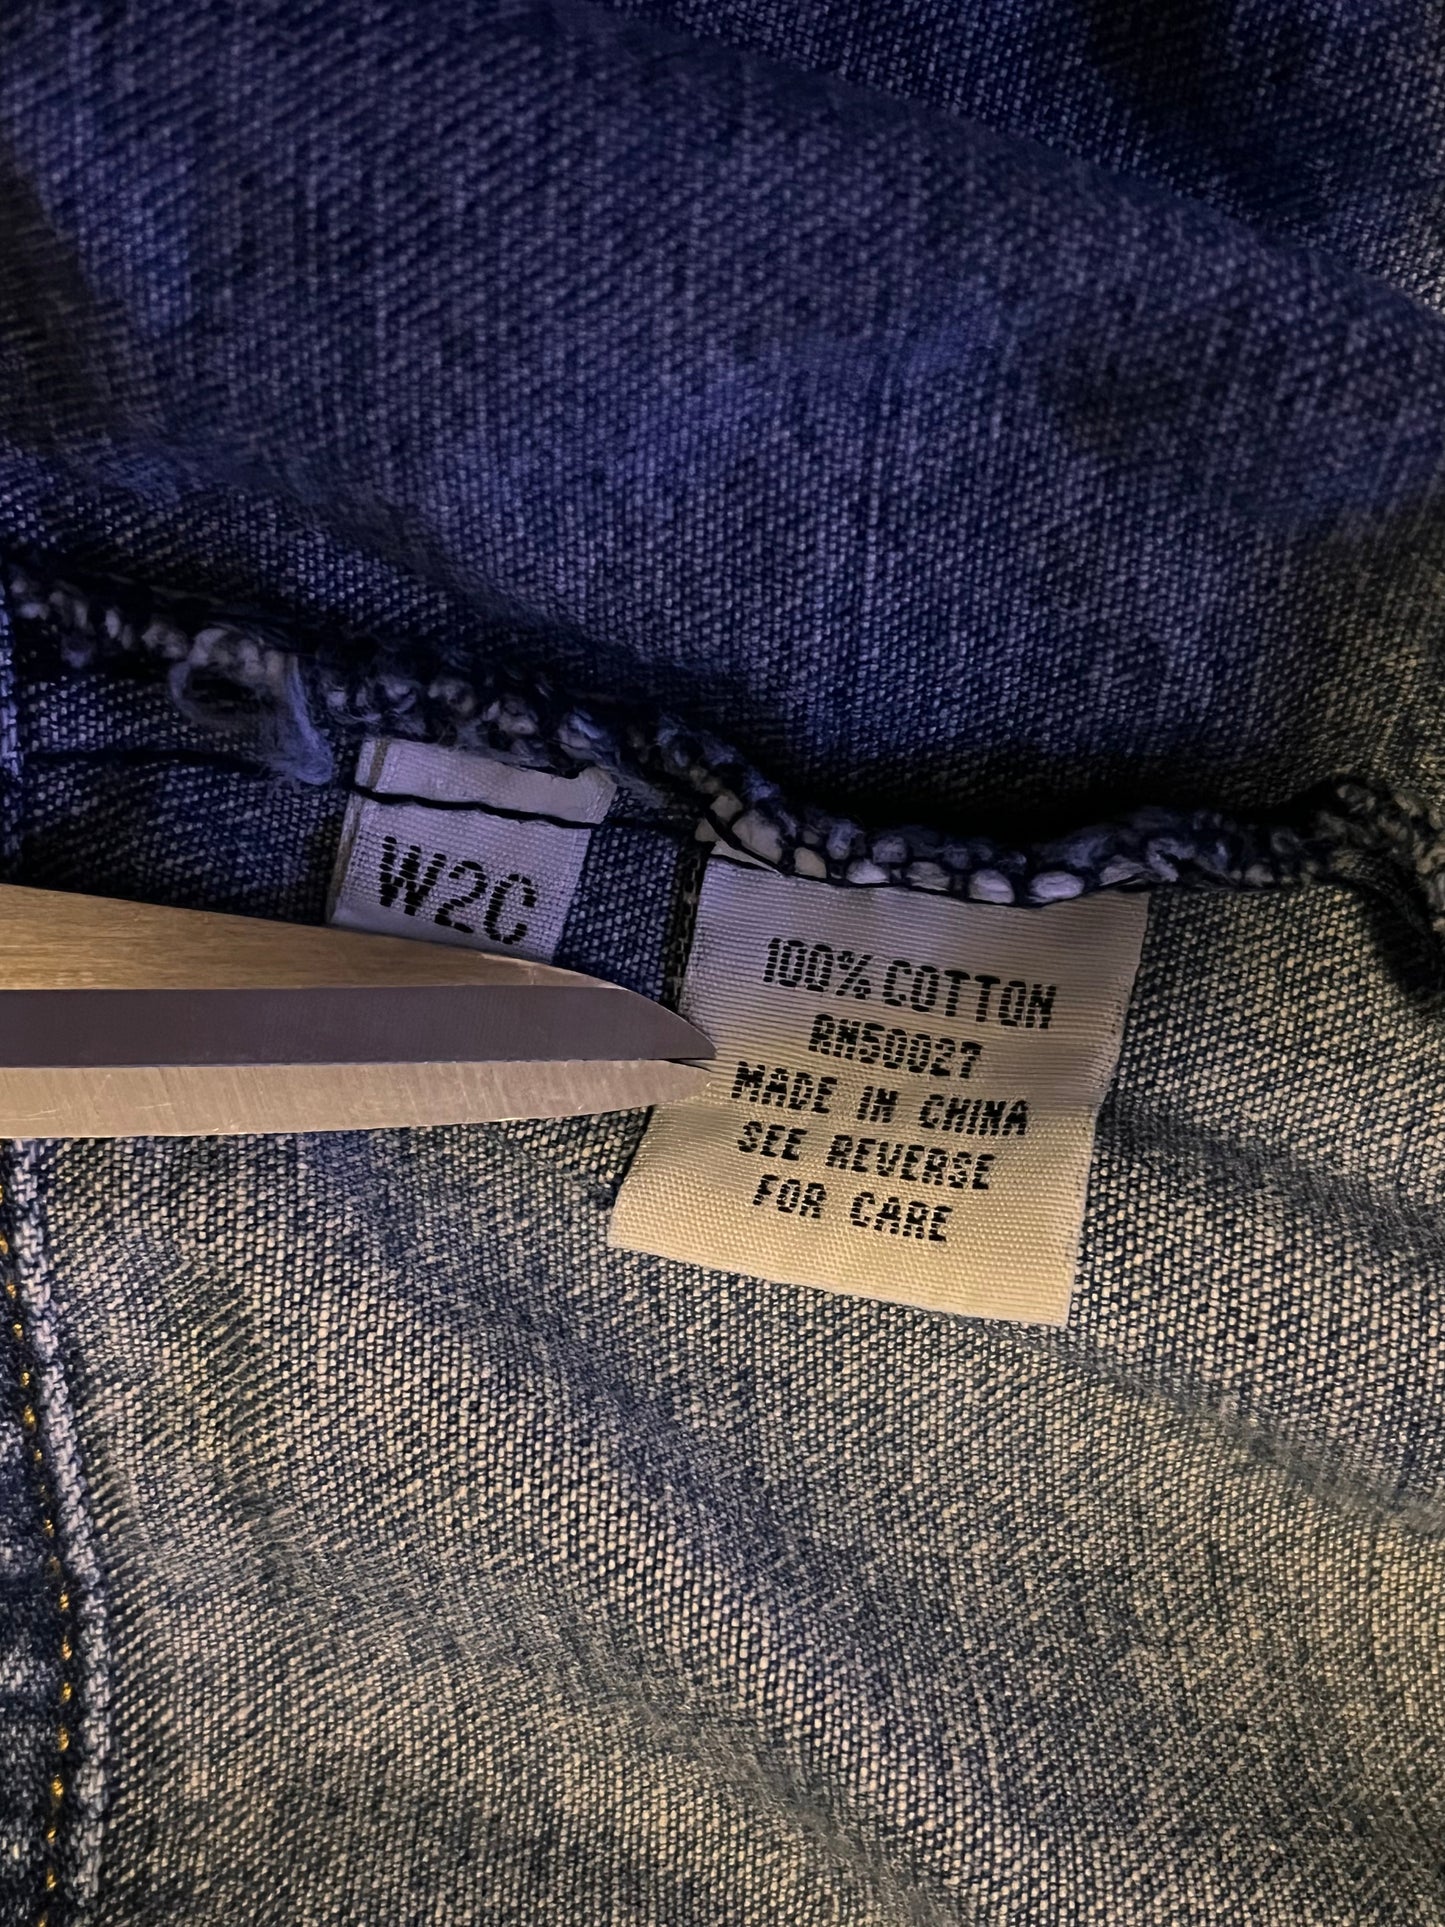 W2C
100% COTTON
RN50027
MADE IN CHINA
SEE REVERSE
FOR CARE